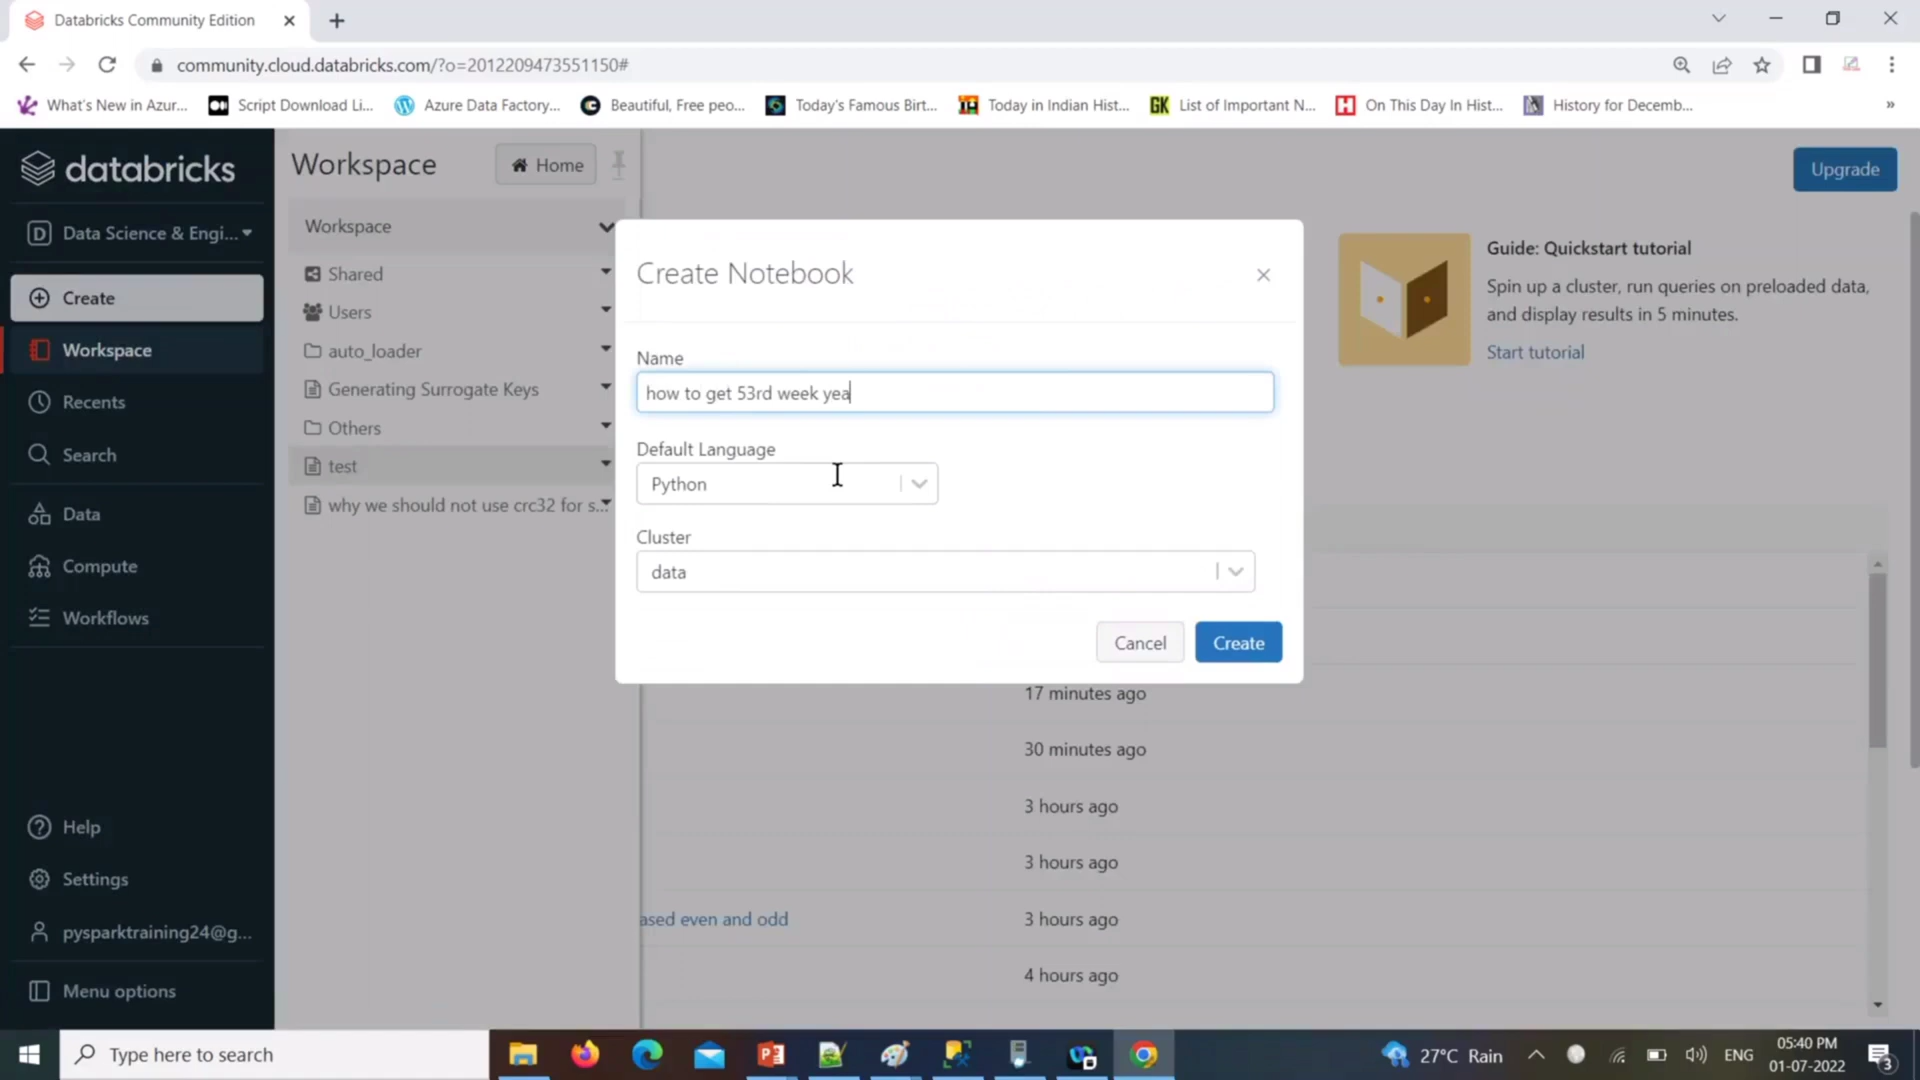 Databricks Community Edition
community.cloud.databricks.com/?o=2012209473551150#
What's New in Azur...
Script Download Li...
Azure Data Factory...
Beautiful, Free peo...
Today's Famous Birt...
Today in Indian Hist...
GK List of Important N...
On This Day In Hist...
History for Decemb...
»
databricks
D Data Science & Engi...
Create
Workspace
Recents
Search
Data
Compute
Workflows
Help
Settings
pysparktraining24@g...
Menu options
Workspace
Home
Workspace
Shared
Users
auto_loader
Generating Surrogate Keys
Others
test
why we should not use crc32 for s...
Upgrade
Guide: Quickstart tutorial
Spin up a cluster, run queries on preloaded data,
and display results in 5 minutes.
Start tutorial
Create Notebook
Name
how to get 53rd week yea
Default Language
Python
Cluster
data
Cancel
Create
17 minutes ago
30 minutes ago
3 hours ago
3 hours ago
ased even and odd
3 hours ago
4 hours ago
Type here to search
27°C Rain
ENG
05:40 PM
01-07-2022
3